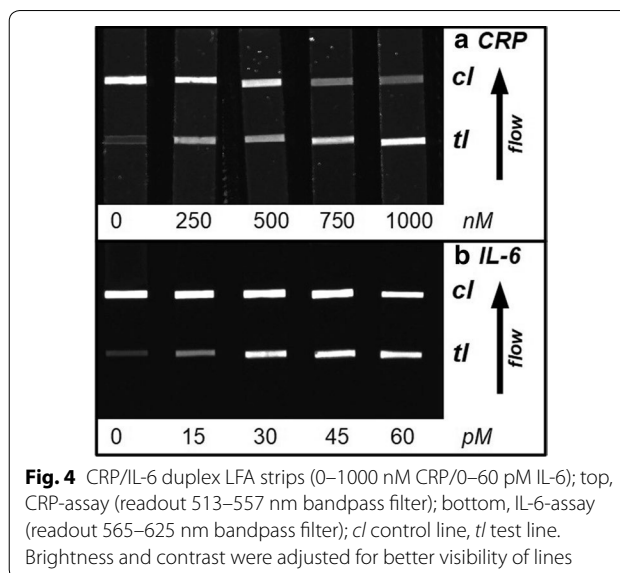 a CRP
cl
tl
flow
0 250 500 750 1000 nM
b IL-6
cl
tl
flow
0 15 30 45 60 pM
Fig. 4 CRP/IL-6 duplex LFA strips (0–1000 nM CRP/0–60 pM IL-6); top,
CRP-assay (readout 513–557 nm bandpass filter); bottom, IL-6-assay
(readout 565–625 nm bandpass filter); cl control line, tl test line.
Brightness and contrast were adjusted for better visibility of lines